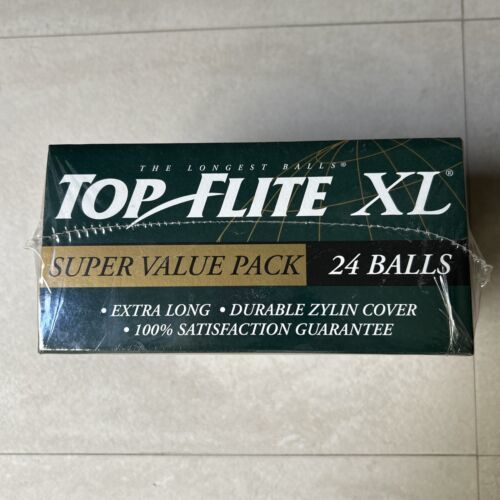 THE LONGEST BALLS®
TOP FLITE XL®
SUPER VALUE PACK 24 BALLS
• EXTRA LONG • DURABLE ZYLIN COVER
• 100% SATISFACTION GUARANTEE